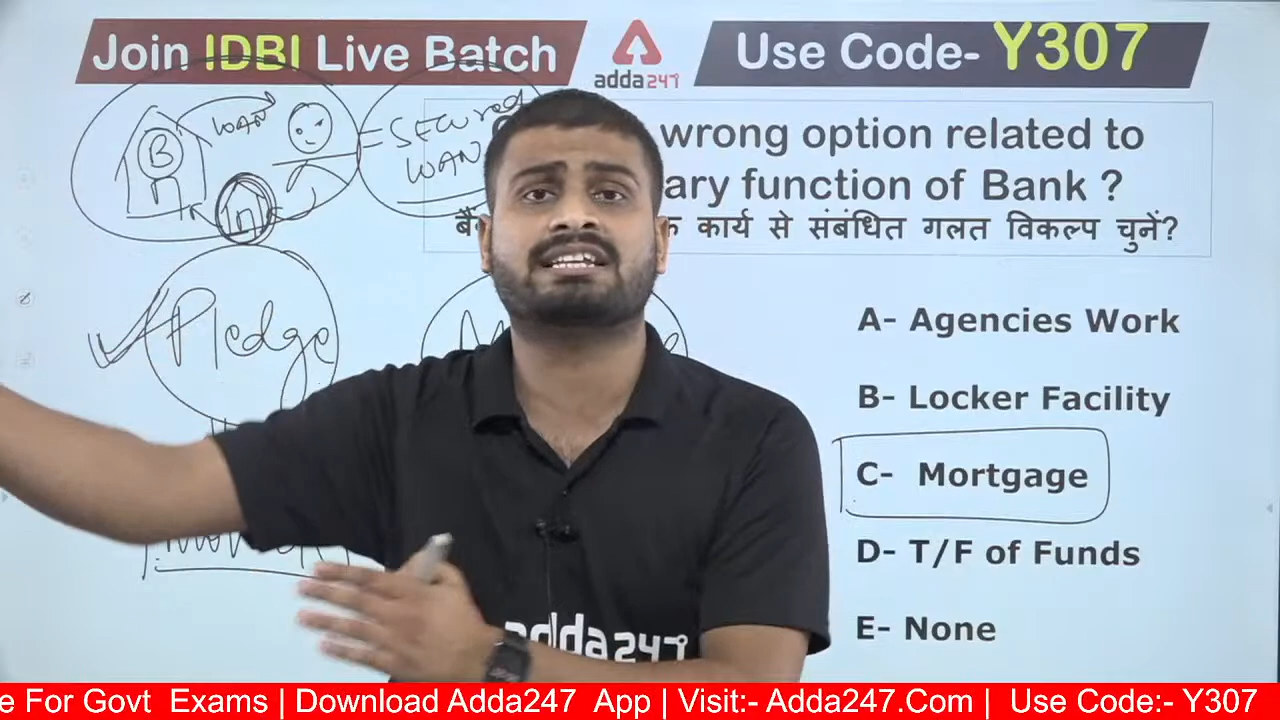 Join IDBI Live Batch
adda247
Use Code- Y307
B
LOAN
= SECURED
LOAN
wrong option related to
ary function of Bank ?
क कार्य से संबंधित गलत विकल्प चुनें?
Pledge
A- Agencies Work
B- Locker Facility
C- Mortgage
D- T/F of Funds
E- None
adda247
e For Govt Exams | Download Adda247 App | Visit:- Adda247.Com | Use Code:- Y307